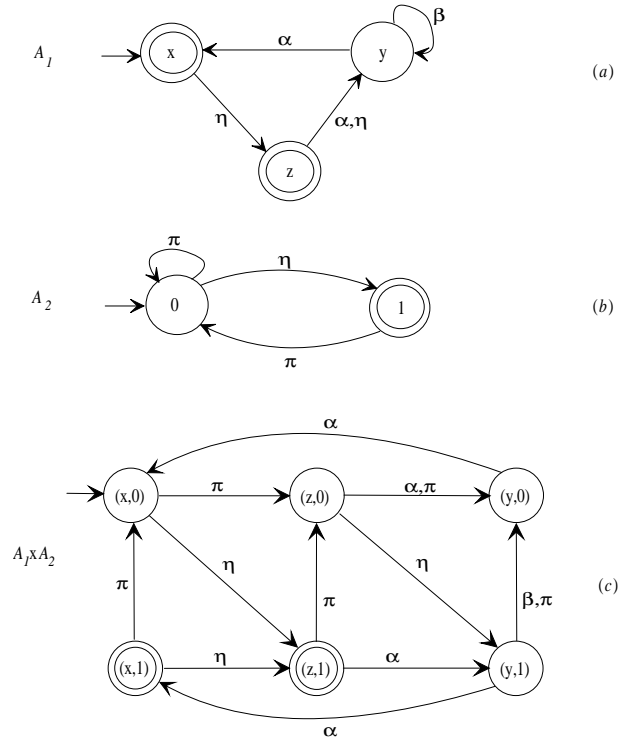 β
A1 x α y (a)
η α,η
z
π
η
A2 0 1 (b)
π
α
(x,0) π (z,0) α,π (y,0)
η η
A1xA2 (c)
π π β,π
(x,1) η (z,1) α (y,1)
α